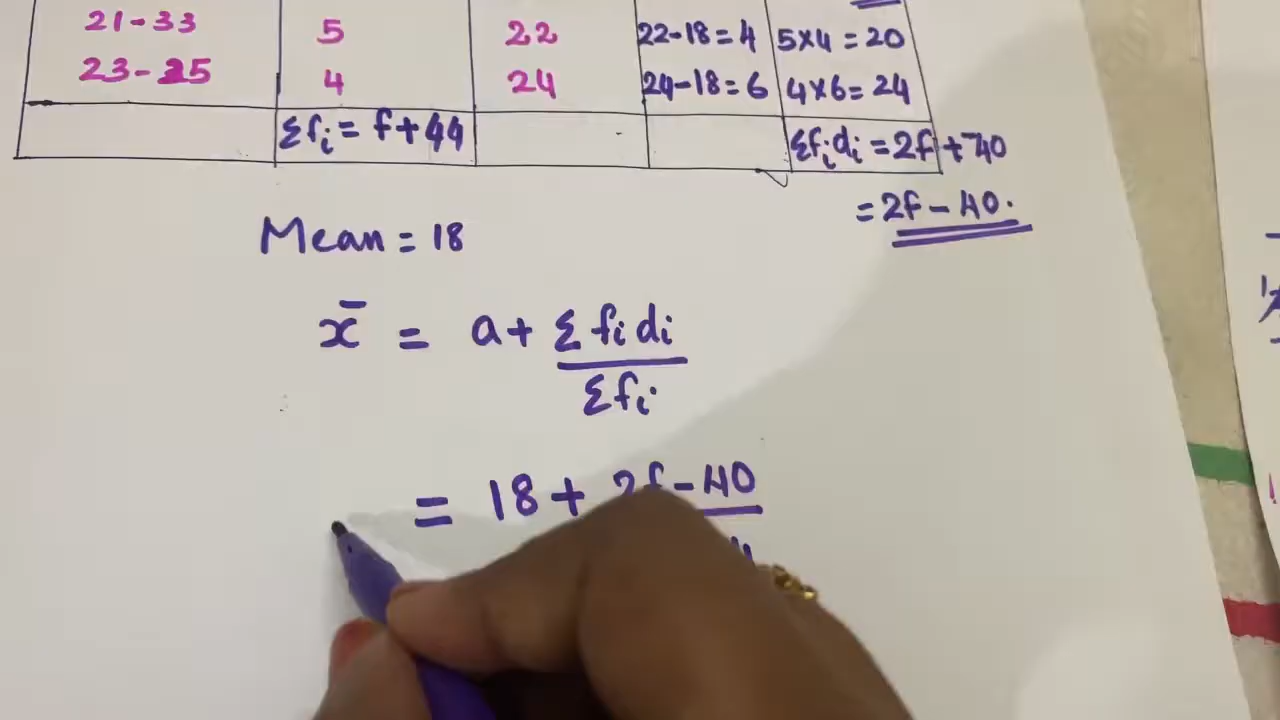 21-33 5 22 22-18=4 5×4=20
23-25 4 24 24-18=6 4×6=24
Σfi = f+44 Σfidi = 2f+-40
= 2f-40.
Mean = 18
x̄ = a + Σfidi
Σfi
= 18 + 2f-40